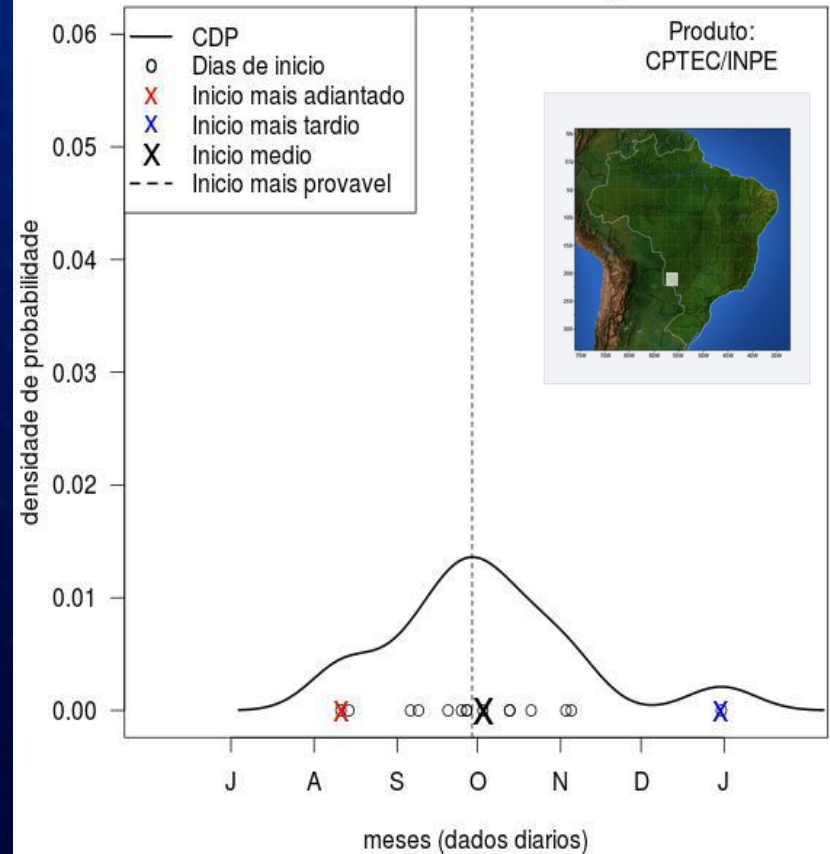 CDP
Dias de inicio
Inicio mais adiantado
Inicio mais tardio
Inicio medio
Inicio mais provavel
Produto:
CPTEC/INPE
densidade de probabilidade
0.06
0.05
0.04
0.03
0.02
0.01
0.00
J A S O N D J
meses (dados diarios)